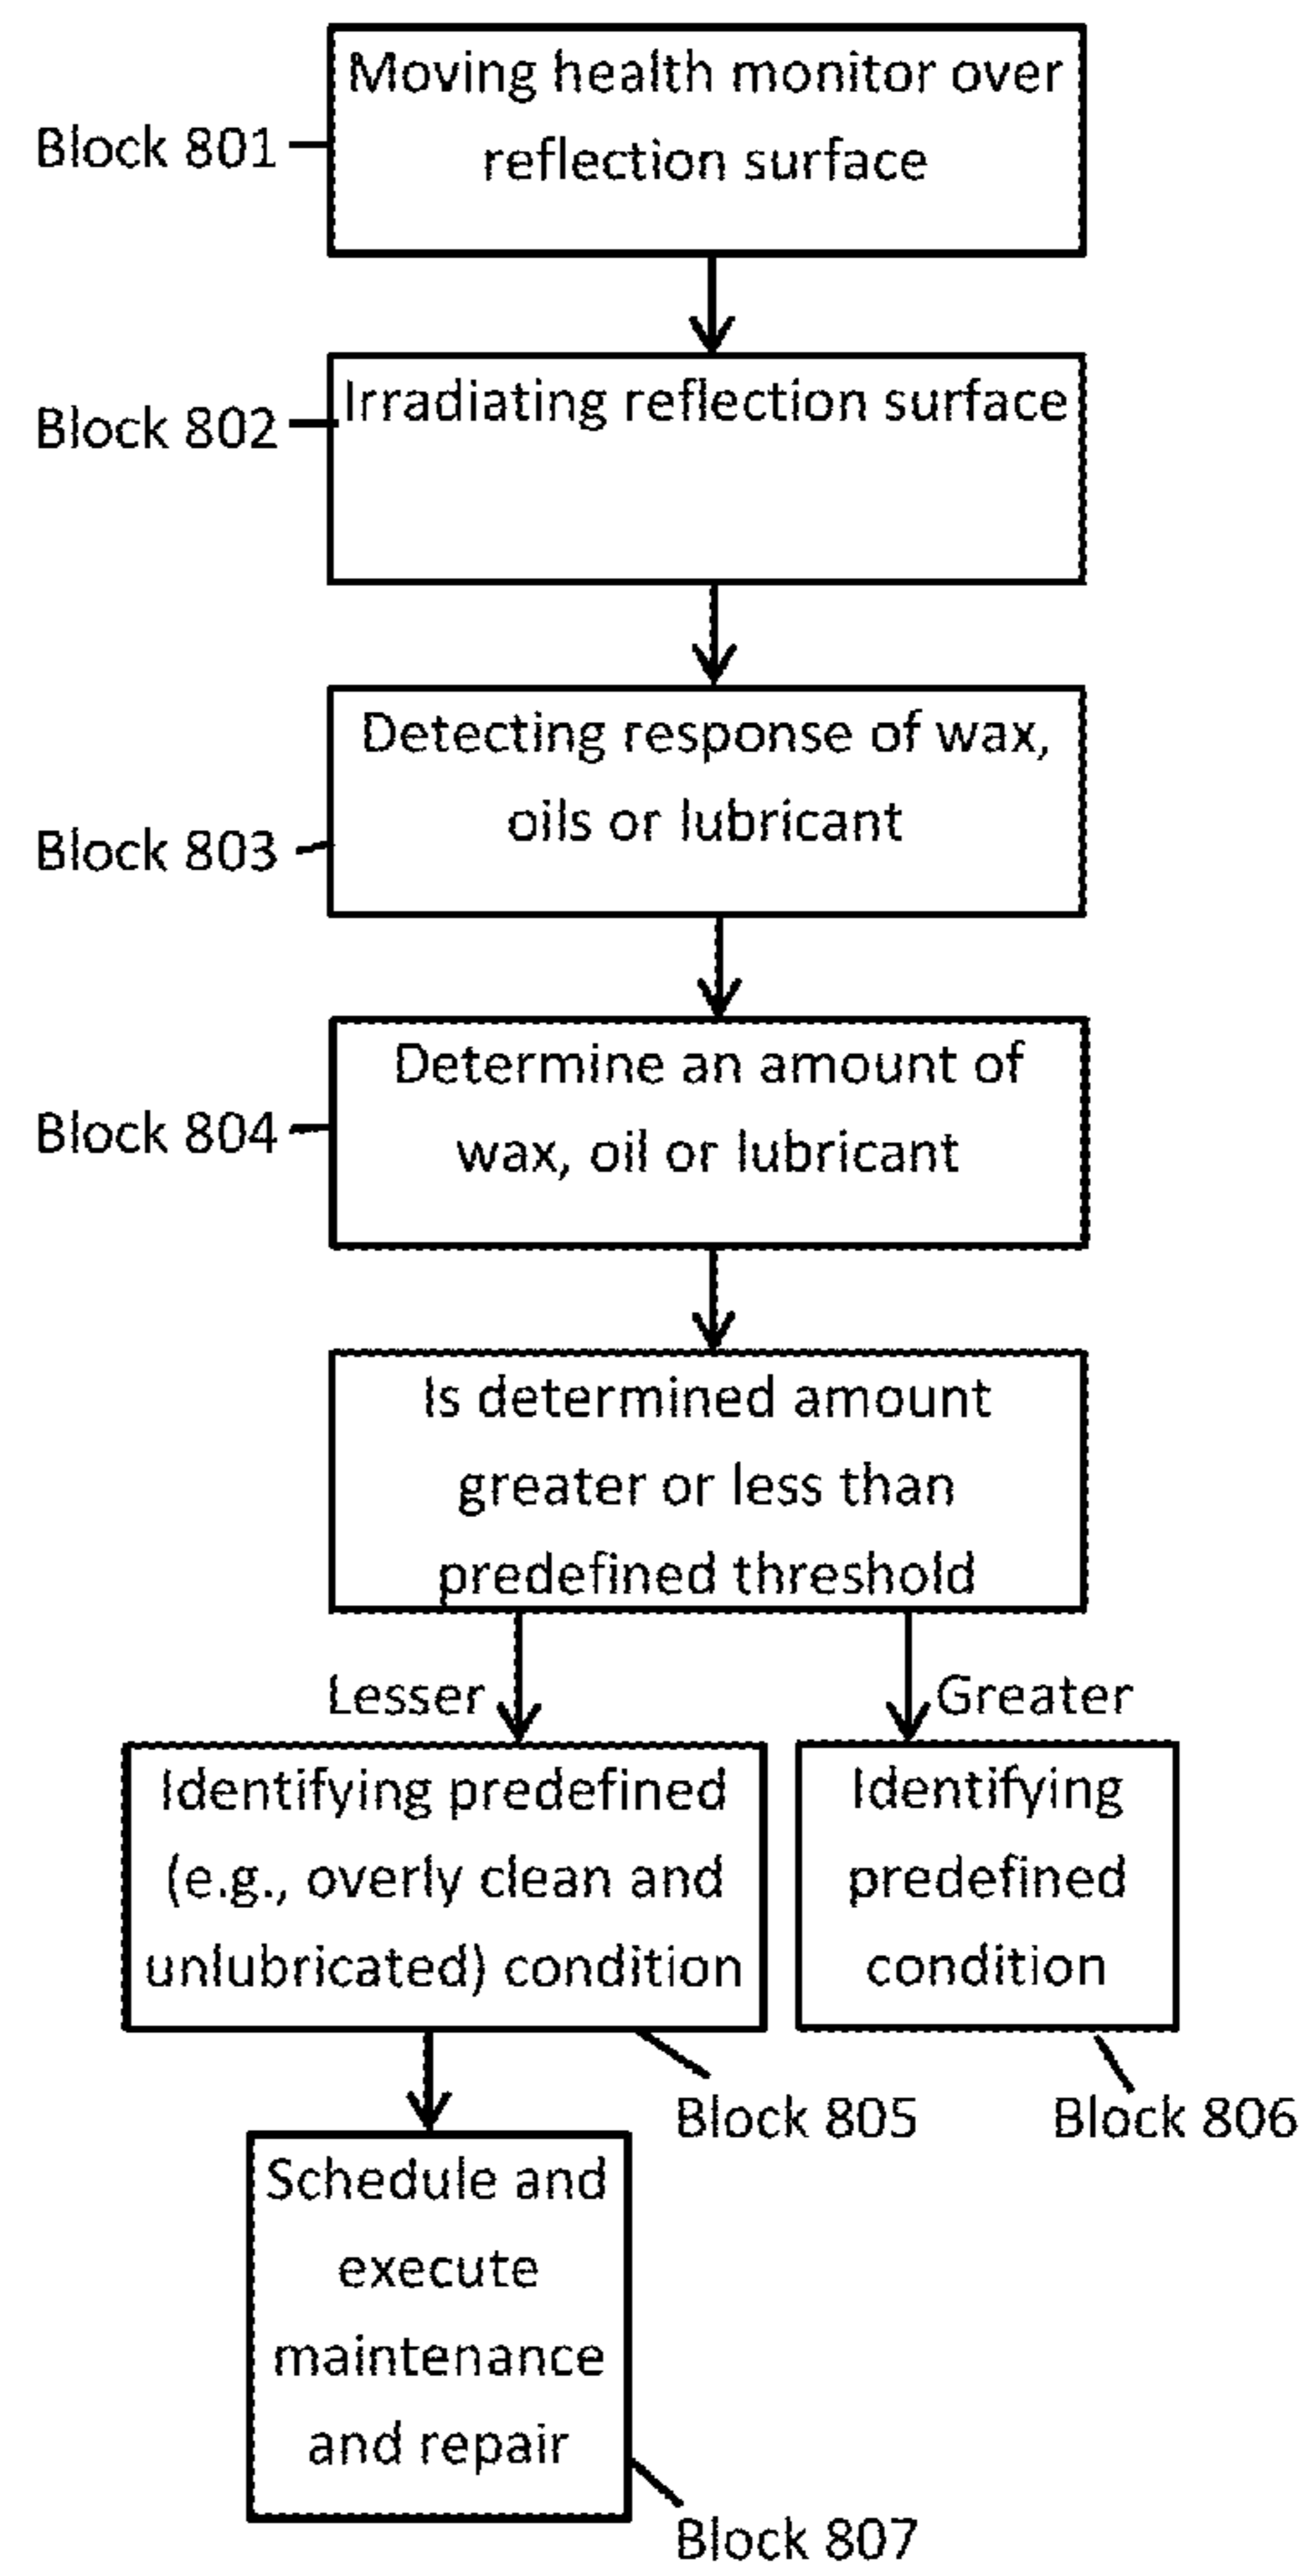 Moving health monitor over
reflection surface
Block 801
Irradiating reflection surface
Block 802
Detecting response of wax,
oils or lubricant
Block 803
Determine an amount of
wax, oil or lubricant
Block 804
Is determined amount
greater or less than
predefined threshold
Lesser
Greater
Identifying predefined
(e.g., overly clean and
unlubricated) condition
Identifying
predefined
condition
Block 805
Block 806
Schedule and
execute
maintenance
and repair
Block 807